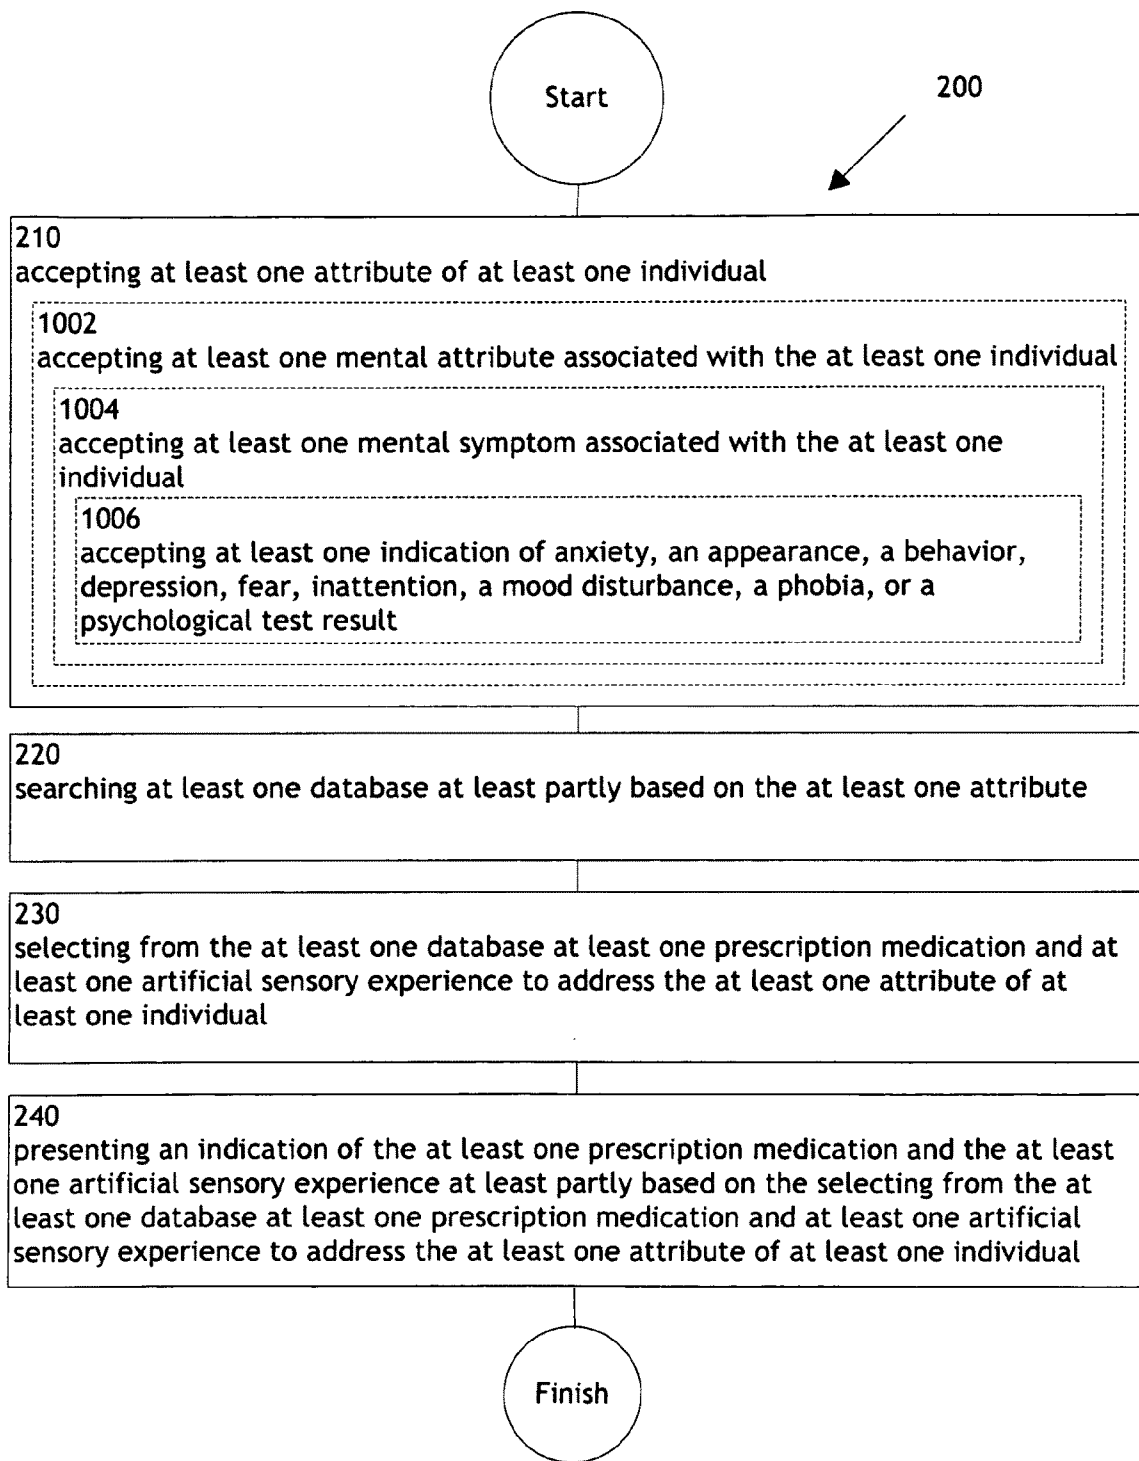 Start
200
210
accepting at least one attribute of at least one individual
1002
accepting at least one mental attribute associated with the at least one individual
1004
accepting at least one mental symptom associated with the at least one
individual
1006
accepting at least one indication of anxiety, an appearance, a behavior,
depression, fear, inattention, a mood disturbance, a phobia, or a
psychological test result
220
searching at least one database at least partly based on the at least one attribute
230
selecting from the at least one database at least one prescription medication and at
least one artificial sensory experience to address the at least one attribute of at
least one individual
240
presenting an indication of the at least one prescription medication and the at least
one artificial sensory experience at least partly based on the selecting from the at
least one database at least one prescription medication and at least one artificial
sensory experience to address the at least one attribute of at least one individual
Finish